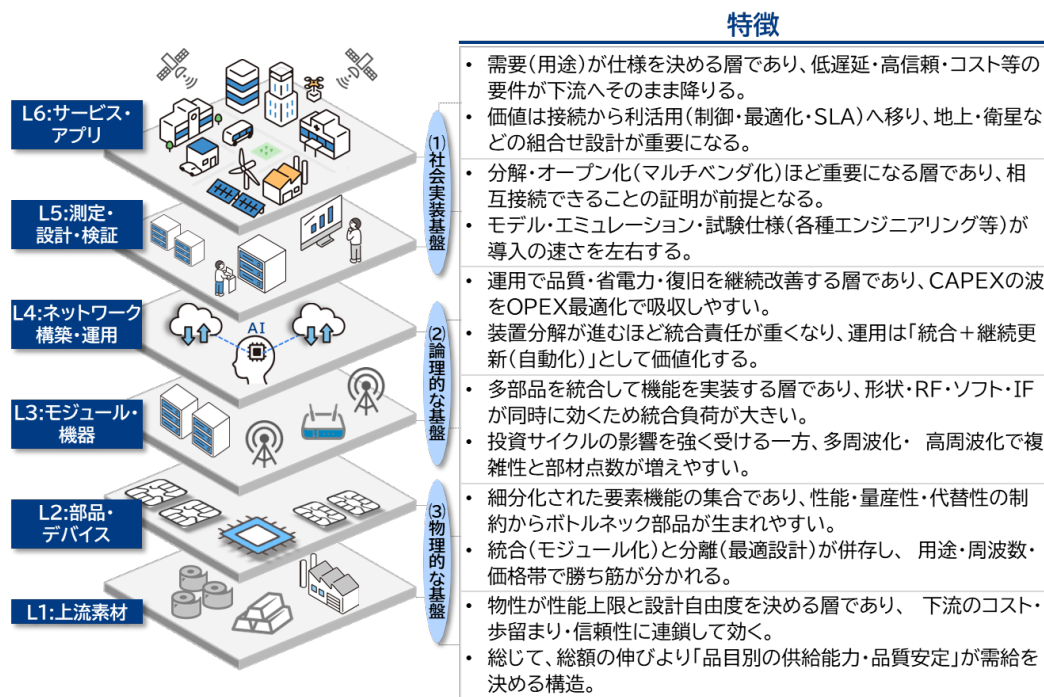 特徴
L6:サービス・
アプリ
• 需要(用途)が仕様を決める層であり、低遅延・高信頼・コスト等の
要件が下流へそのまま降りる。
• 価値は接続から利活用(制御・最適化・SLA)へ移り、地上・衛星な
どの組合せ設計が重要になる。
(1)社会実装基盤
L5:測定・
設計・検証
• 分解・オープン化(マルチベンダ化)ほど重要になる層であり、相
互接続できることの証明が前提となる。
• モデル・エミュレーション・試験仕様(各種エンジニアリング等)が
導入の速さを左右する。
L4:ネットワーク
構築・運用
AI
• 運用で品質・省電力・復旧を継続改善する層であり、CAPEXの波
をOPEX最適化で吸収しやすい。
• 装置分解が進むほど統合責任が重くなり、運用は「統合+継続更
新(自動化)」として価値化する。
(2)論理的な基盤
L3:モジュール・
機器
• 多部品を統合して機能を実装する層であり、形状・RF・ソフト・IF
が同時に効くため統合負荷が大きい。
• 投資サイクルの影響を強く受ける一方、多周波化・ 高周波化で複
雑性と部材点数が増えやすい。
L2:部品・
デバイス
• 細分化された要素機能の集合であり、性能・量産性・代替性の制
約からボトルネック部品が生まれやすい。
• 統合(モジュール化)と分離(最適設計)が併存し、 用途・周波数・
価格帯で勝ち筋が分かれる。
(3)物理的な基盤
L1:上流素材
• 物性が性能上限と設計自由度を決める層であり、 下流のコスト・
歩留まり・信頼性に連鎖して効く。
• 総じて、総額の伸びより「品目別の供給能力・品質安定」が需給を
決める構造。